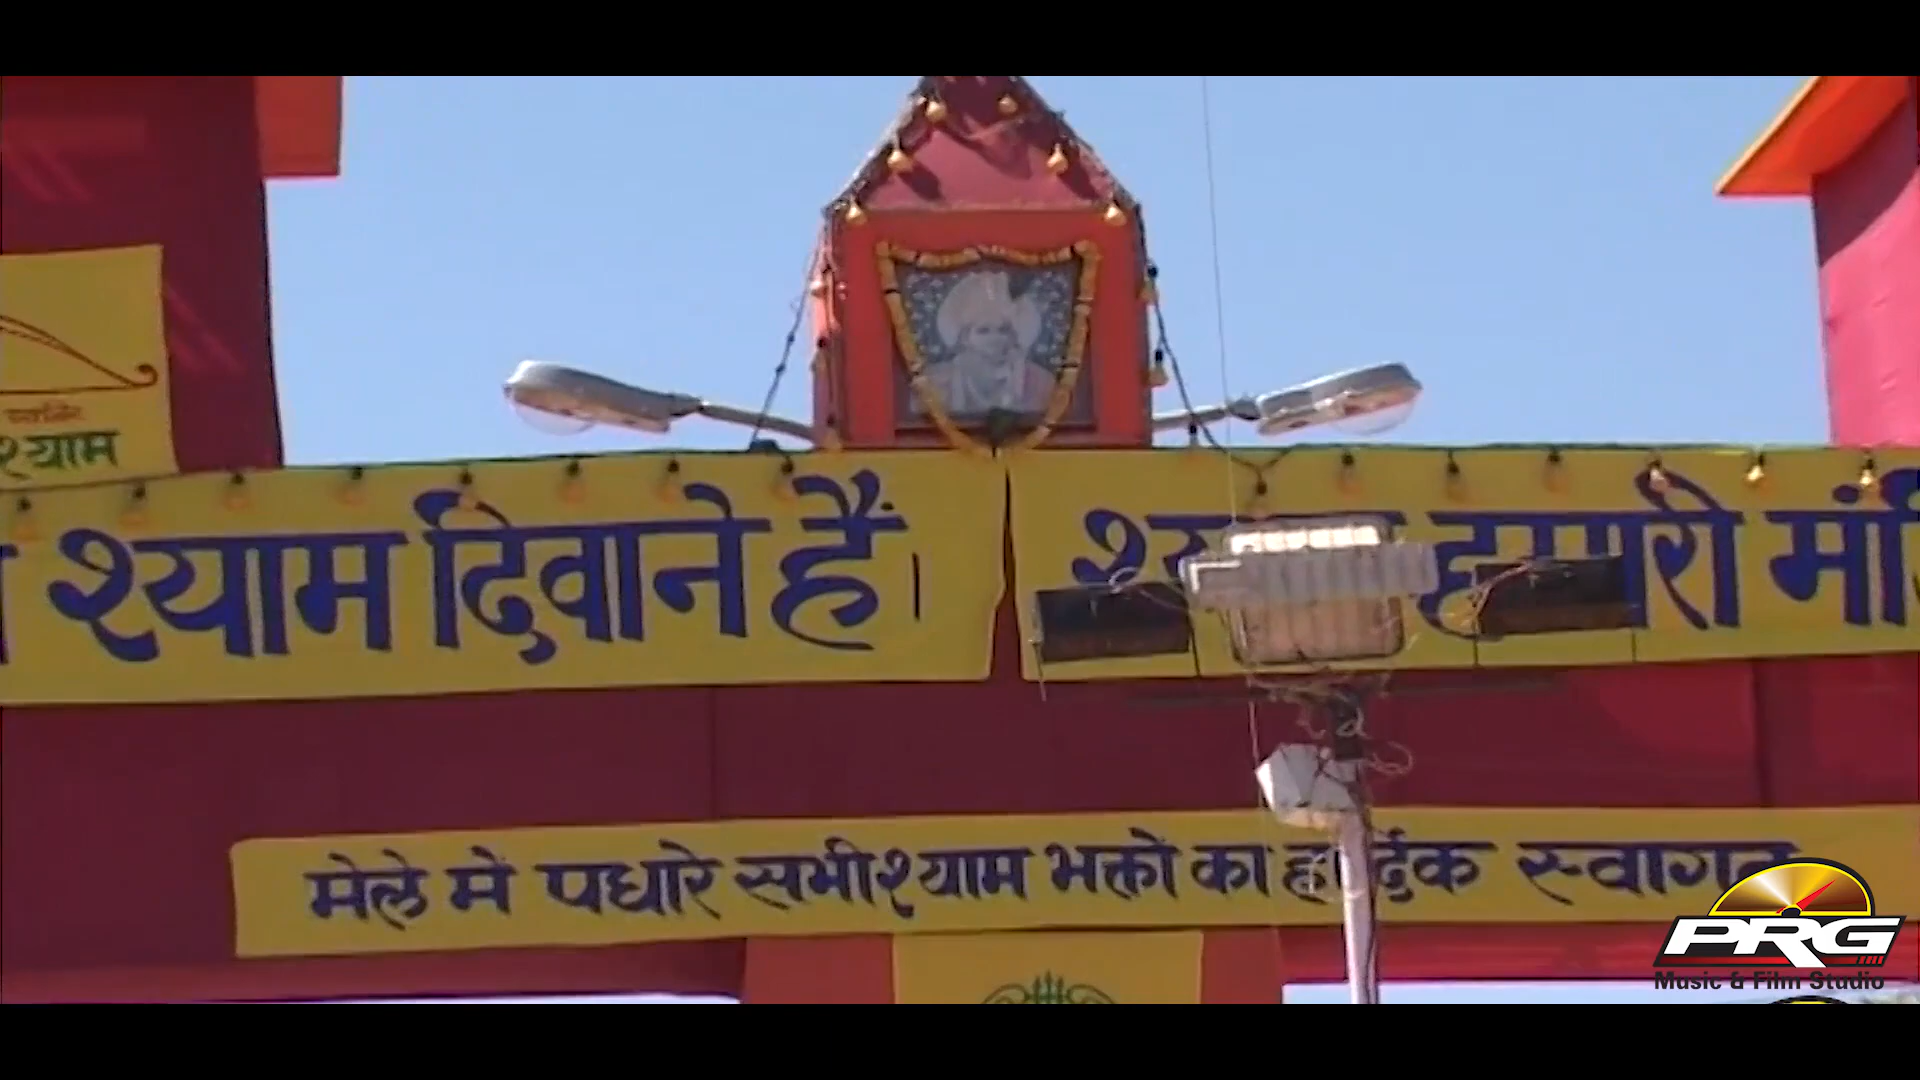 श्याम
श्याम दिवाने हैं।
हमारी
मेले में पधारे सभी श्याम भक्तो का हार्दिक स्वागत
PRG
Music & Film Studio